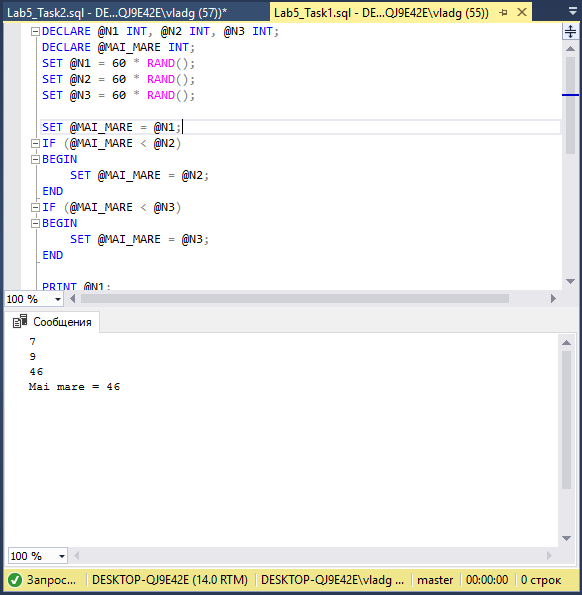 Lab5_Task2.sql - DE...QJ9E42E\vladg (57))* Lab5_Task1.sql - DE...QJ9E42E\vladg (55))
DECLARE @N1 INT, @N2 INT, @N3 INT;
DECLARE @MAI_MARE INT;
SET @N1 = 60 * RAND();
SET @N2 = 60 * RAND();
SET @N3 = 60 * RAND();
SET @MAI_MARE = @N1;
IF (@MAI_MARE < @N2)
BEGIN
SET @MAI_MARE = @N2;
END
IF (@MAI_MARE < @N3)
BEGIN
SET @MAI_MARE = @N3;
END
PRINT @N1;
100 %
Сообщения
7
9
46
Mai mare = 46
100 %
Запрос... DESKTOP-QJ9E42E (14.0 RTM) DESKTOP-QJ9E42E\vladg ... master 00:00:00 0 строк